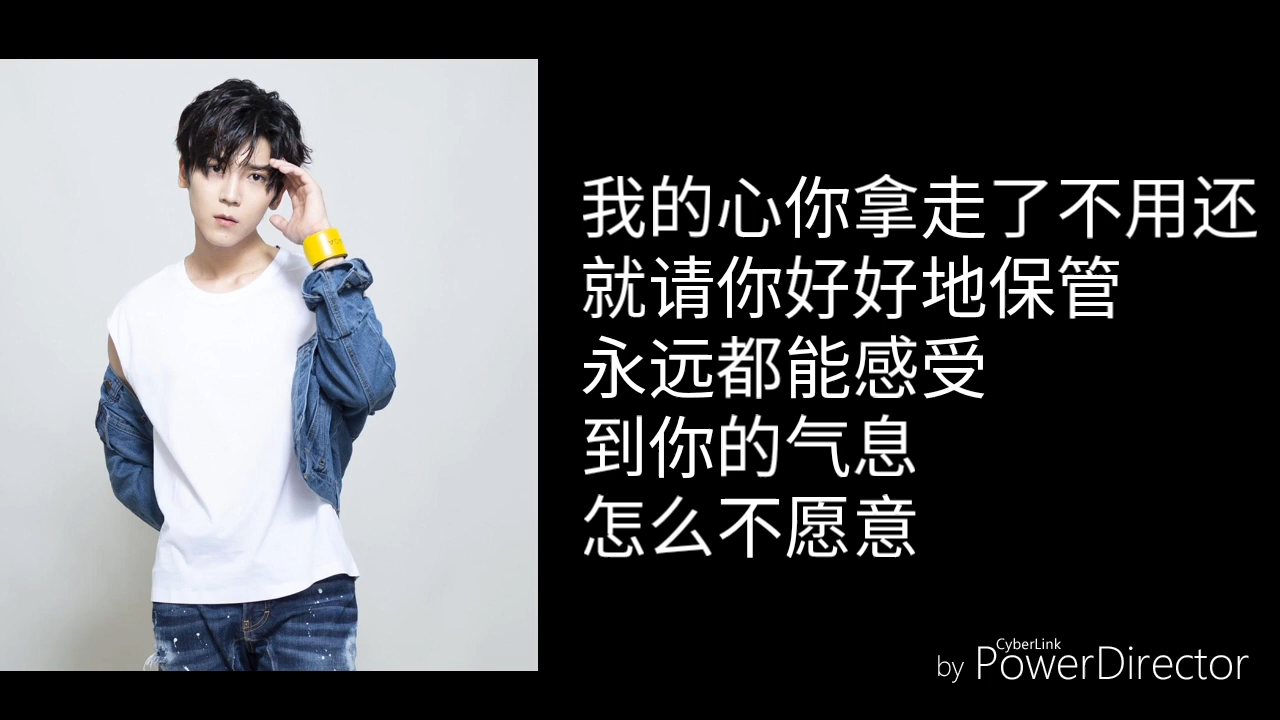 我的心你拿走了不用还
就请你好好地保管
永远都能感受
到你的气息
怎么不愿意
CyberLink
by PowerDirector